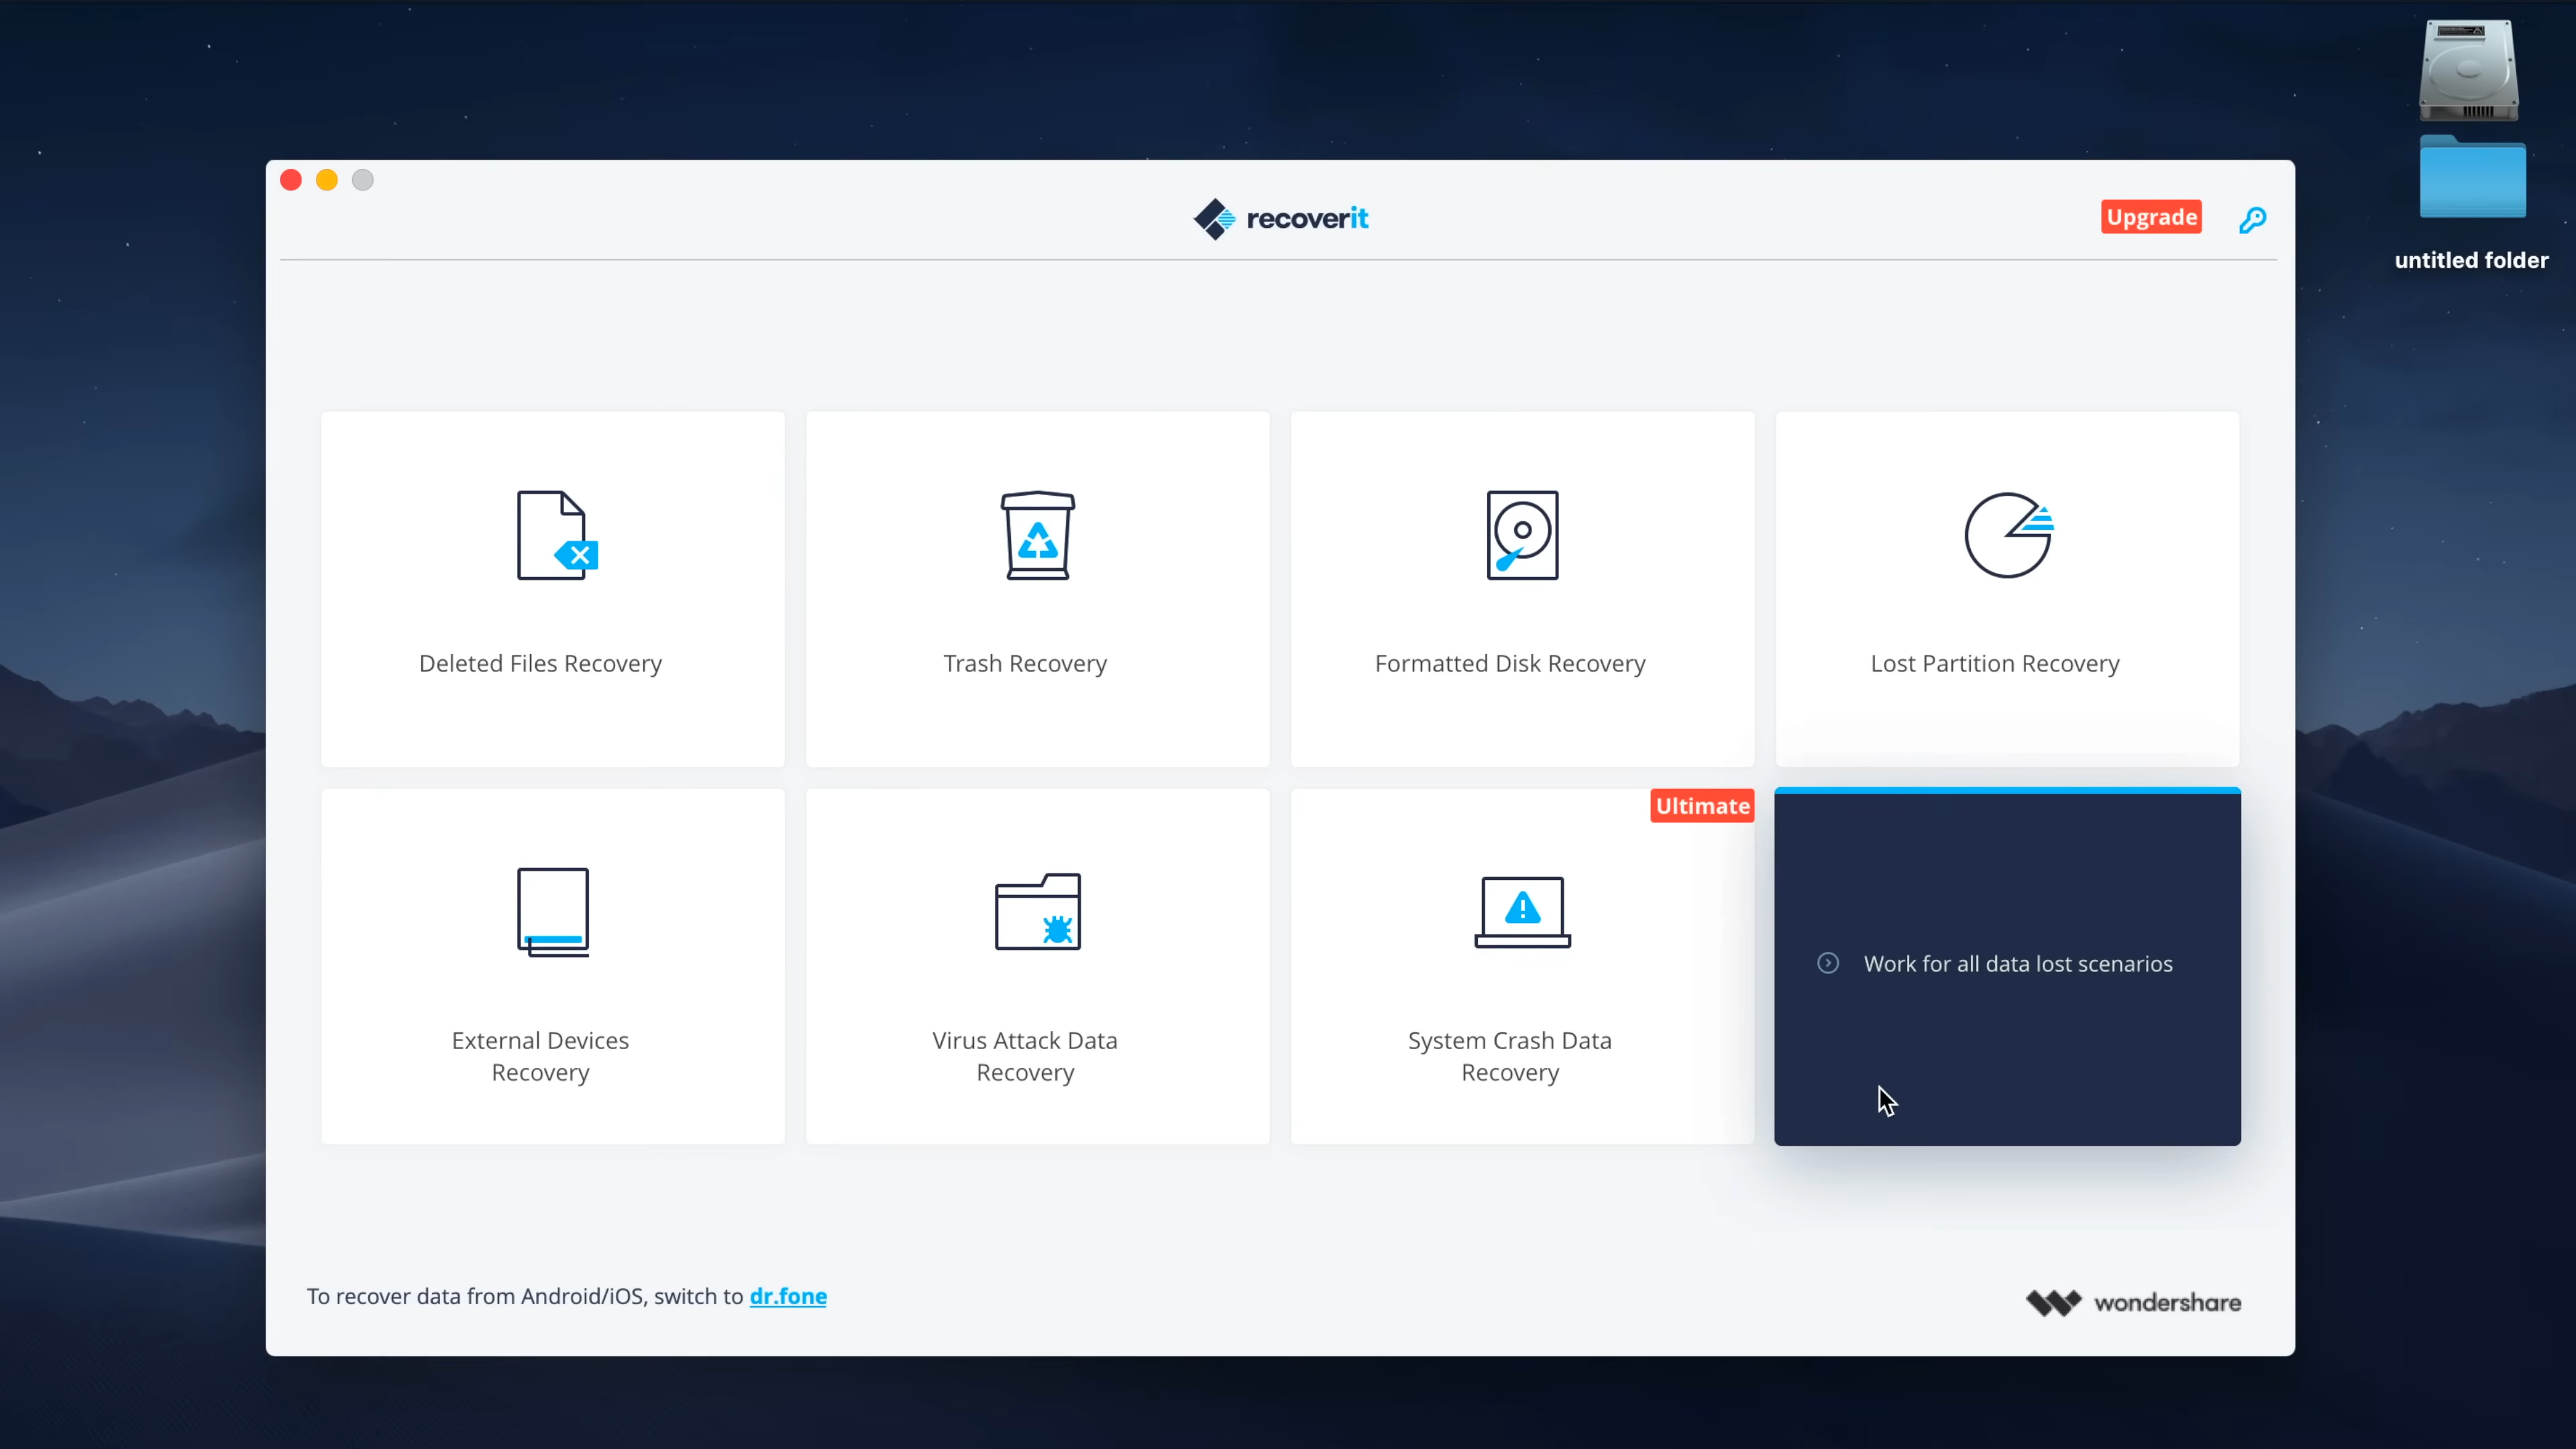 recoverit
Upgrade
untitled folder
Deleted Files Recovery
Trash Recovery
Formatted Disk Recovery
Lost Partition Recovery
Ultimate
External Devices
Recovery
Virus Attack Data
Recovery
System Crash Data
Recovery
Work for all data lost scenarios
To recover data from Android/iOS, switch to dr.fone
wondershare